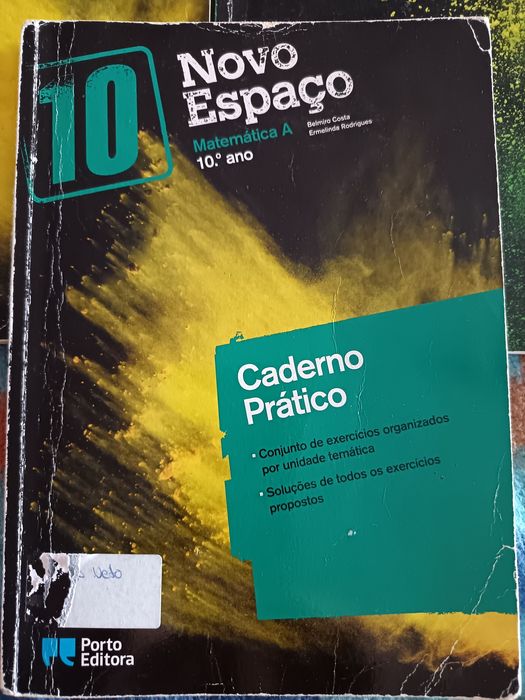 10
Novo
Espaço
Matemática A
10.º ano
Belmiro Costa
Ermelinda Rodrigues
Caderno
Prático
• Conjunto de exercícios organizados
por unidade temática
• Soluções de todos os exercícios
propostos
Neto
Porto
Editora